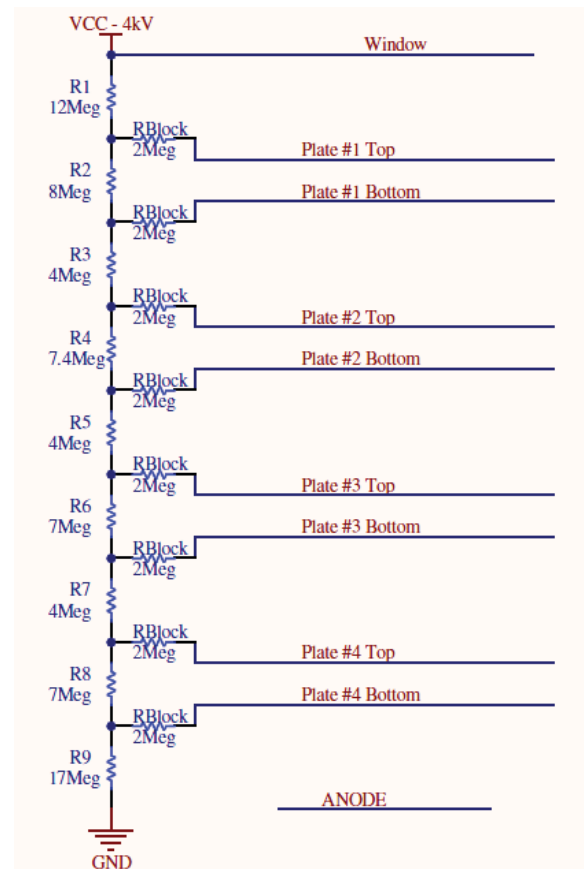 VCC - 4kV
Window
R1
12Meg
RBlock
2Meg
Plate #1 Top
R2
8Meg
Plate #1 Bottom
RBlock
2Meg
R3
4Meg
RBlock
2Meg
Plate #2 Top
R4
7.4Meg
Plate #2 Bottom
RBlock
2Meg
R5
4Meg
RBlock
2Meg
Plate #3 Top
R6
7Meg
Plate #3 Bottom
RBlock
2Meg
R7
4Meg
RBlock
2Meg
Plate #4 Top
R8
7Meg
Plate #4 Bottom
RBlock
2Meg
R9
17Meg
ANODE
GND